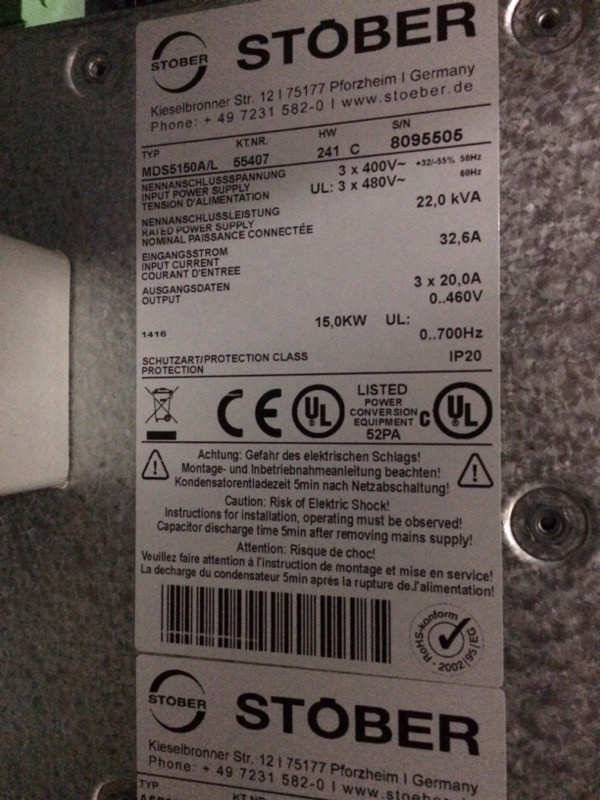 STÖBER
STÖBER
Kieselbronner Str. 12 I 75177 Pforzheim I Germany
Phone: + 49 7231 582-0 I www.stoeber.de
TYP KT.NR. HW S/N
MDS5150A/L 55407 241 C 8095505
NENNANSCHLUSSSPANNUNG 3 x 400V~ +32/-55% 50Hz
INPUT POWER SUPPLY UL: 3 x 480V~ 60Hz
TENSION D'ALIMENTATION
NENNANSCHLUSSLEISTUNG 22,0 kVA
RATED POWER SUPPLY
NOMINAL PAISSANCE CONNECTÉE
EINGANGSSTROM 32,6A
INPUT CURRENT
COURANT D'ENTREE
AUSGANGSDATEN 3 x 20,0A
OUTPUT 0..460V
1416 15,0KW UL: 0..700Hz
SCHUTZART/PROTECTION CLASS IP20
PROTECTION
CE UL LISTED
POWER
CONVERSION
EQUIPMENT
52PA
C UL
Achtung: Gefahr des elektrischen Schlags!
Montage- und Inbetriebnahmeanleitung beachten!
Kondensatorentladezeit 5min nach Netzabschaltung!
Caution: Risk of Elektric Shock!
Instructions for installation, operating must be observed!
Capacitor discharge time 5min after removing mains supply!
Attention: Risque de choc!
Veuillez faire attention à l'instruction de montage et mise en service!
La decharge du condensateur 5min aprés la rupture de l'alimentation!
RoHS-konform
2002/95/EG
STÖBER
STÖBER
Kieselbronner Str. 12 I 75177 Pforzheim I Germany
Phone: + 49 7231 582-0 I www.stoeber
TYP KT.NR.